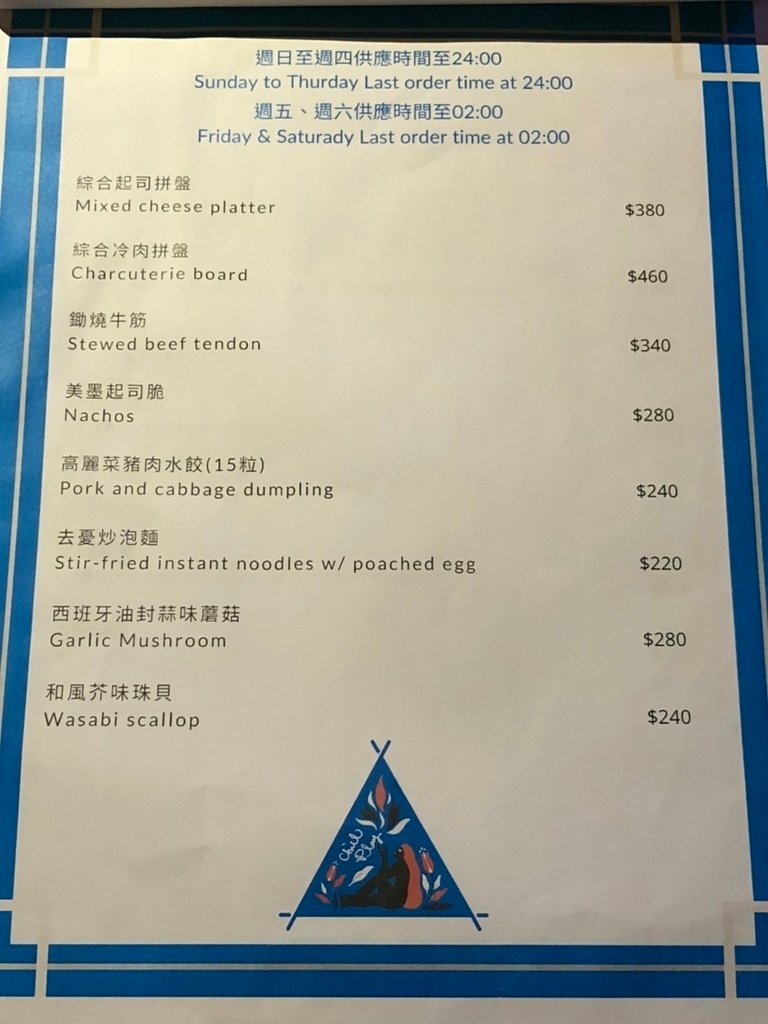 週日至週四供應時間至24:00
Sunday to Thurday Last order time at 24:00
週五、週六供應時間至02:00
Friday & Saturady Last order time at 02:00
綜合起司拼盤
Mixed cheese platter $380
綜合冷肉拼盤
Charcuterie board $460
鋤燒牛筋
Stewed beef tendon $340
美墨起司脆
Nachos $280
高麗菜豬肉水餃(15粒)
Pork and cabbage dumpling $240
去憂炒泡麵
Stir-fried instant noodles w/ poached egg $220
西班牙油封蒜味蘑菇
Garlic Mushroom $280
和風芥味珠貝
Wasabi scallop $240
Chill
Play